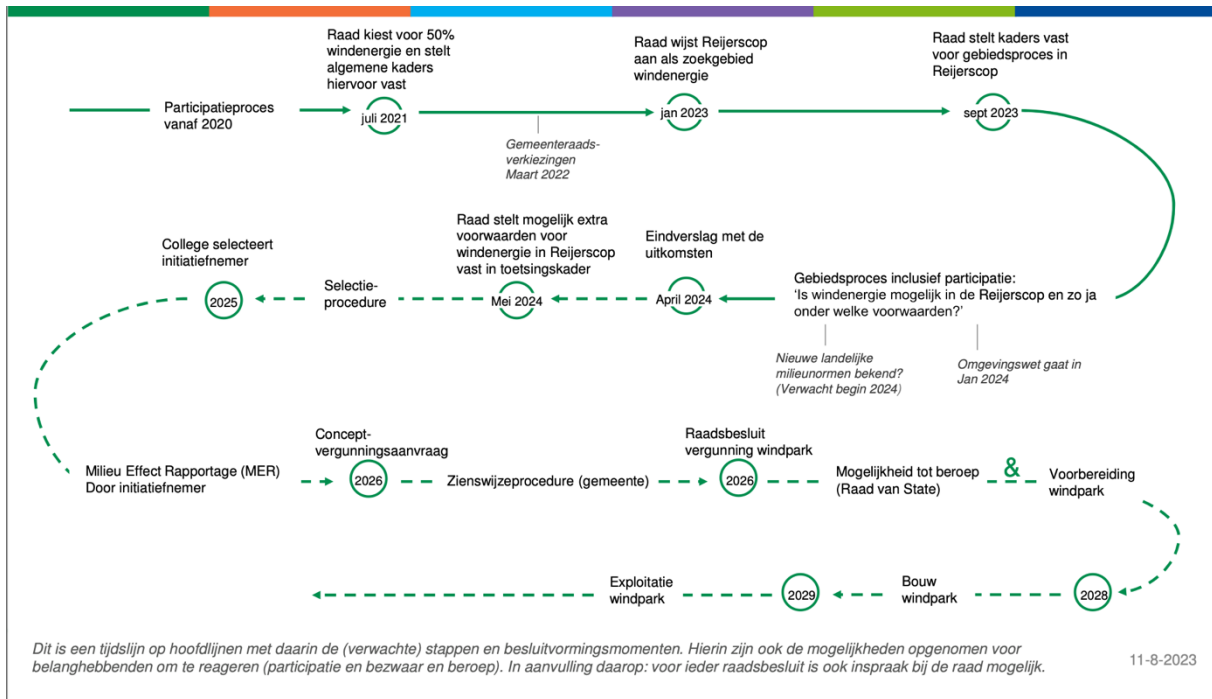 Raad kiest voor 50%
windenergie en stelt
algemene kaders
hiervoor vast
Raad wijst Reijerscop
aan als zoekgebied
windenergie
Raad stelt kaders vast
voor gebiedsproces in
Reijerscop
Participatieproces
vanaf 2020
juli 2021
jan 2023
sept 2023
Gemeenteraads-
verkiezingen
Maart 2022
College selecteert
initiatiefnemer
Raad stelt mogelijk extra
voorwaarden voor
windenergie in Reijerscop
vast in toetsingskader
Eindverslag met de
uitkomsten
Gebiedsproces inclusief participatie:
‘Is windenergie mogelijk in de Reijerscop en zo ja
onder welke voorwaarden?’
2025
Selectie-
procedure
Mei 2024
April 2024
Nieuwe landelijke
milieunormen bekend?
(Verwacht begin 2024)
Omgevingswet gaat in
Jan 2024
Milieu Effect Rapportage (MER)
Door initiatiefnemer
Concept-
vergunningsaanvraag
2026
Zienswijzeprocedure (gemeente)
Raadsbesluit
vergunning windpark
2026
Mogelijkheid tot beroep
(Raad van State)
&
Voorbereiding
windpark
Exploitatie
windpark
2029
Bouw
windpark
2028
Dit is een tijdslijn op hoofdlijnen met daarin de (verwachte) stappen en besluitvormingsmomenten. Hierin zijn ook de mogelijkheden opgenomen voor
belanghebbenden om te reageren (participatie en bezwaar en beroep). In aanvulling daarop: voor ieder raadsbesluit is ook inspraak bij de raad mogelijk.
11-8-2023